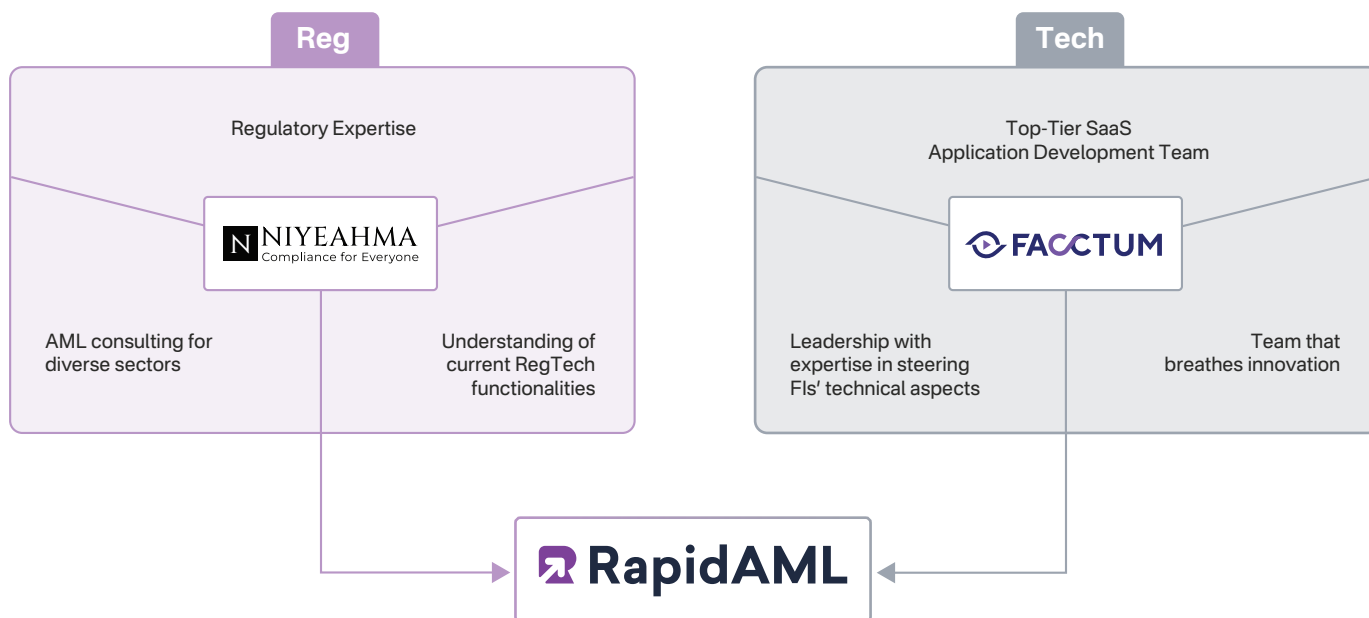 Reg
Regulatory Expertise
N NIYEAHMA
Compliance for Everyone
AML consulting for
diverse sectors
Understanding of
current RegTech
functionalities
Tech
Top-Tier SaaS
Application Development Team
FACCTUM
Leadership with
expertise in steering
FIs' technical aspects
Team that
breathes innovation
RapidAML